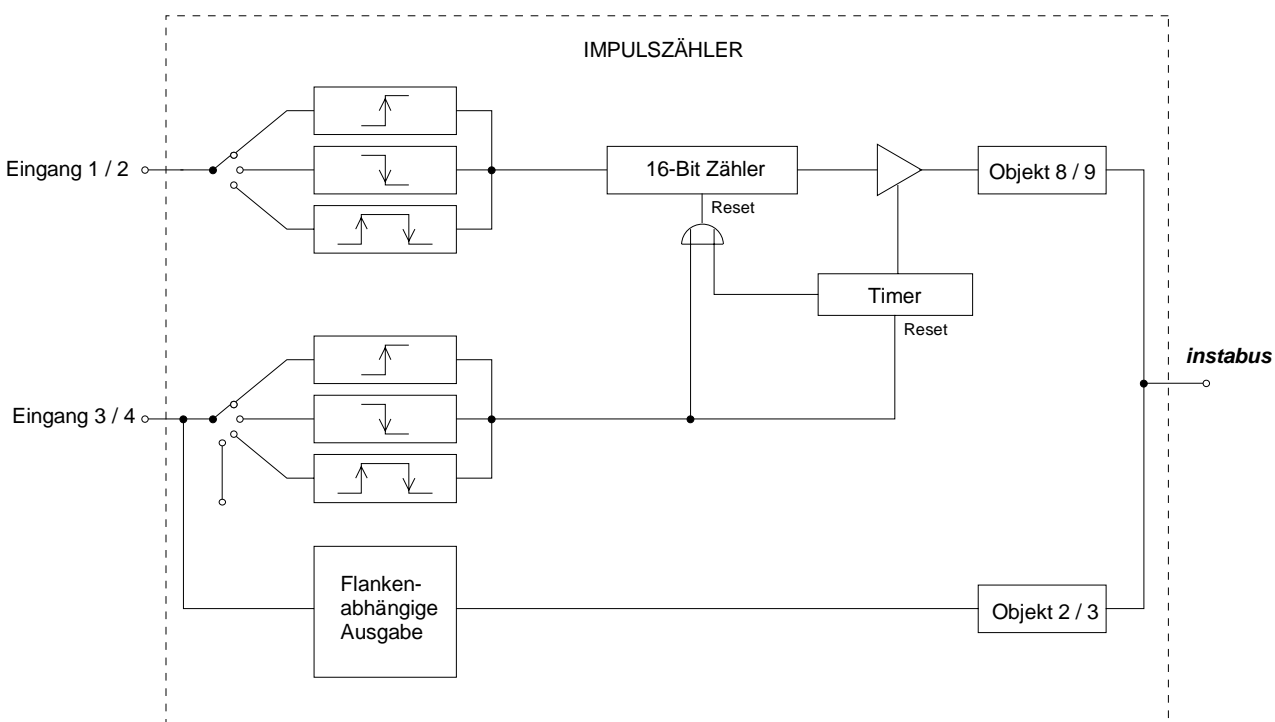 IMPULSZÄHLER
Eingang 1 / 2
16-Bit Zähler
Objekt 8 / 9
Reset
Timer
Reset
instabus
Eingang 3 / 4
Flanken-
abhängige
Ausgabe
Objekt 2 / 3